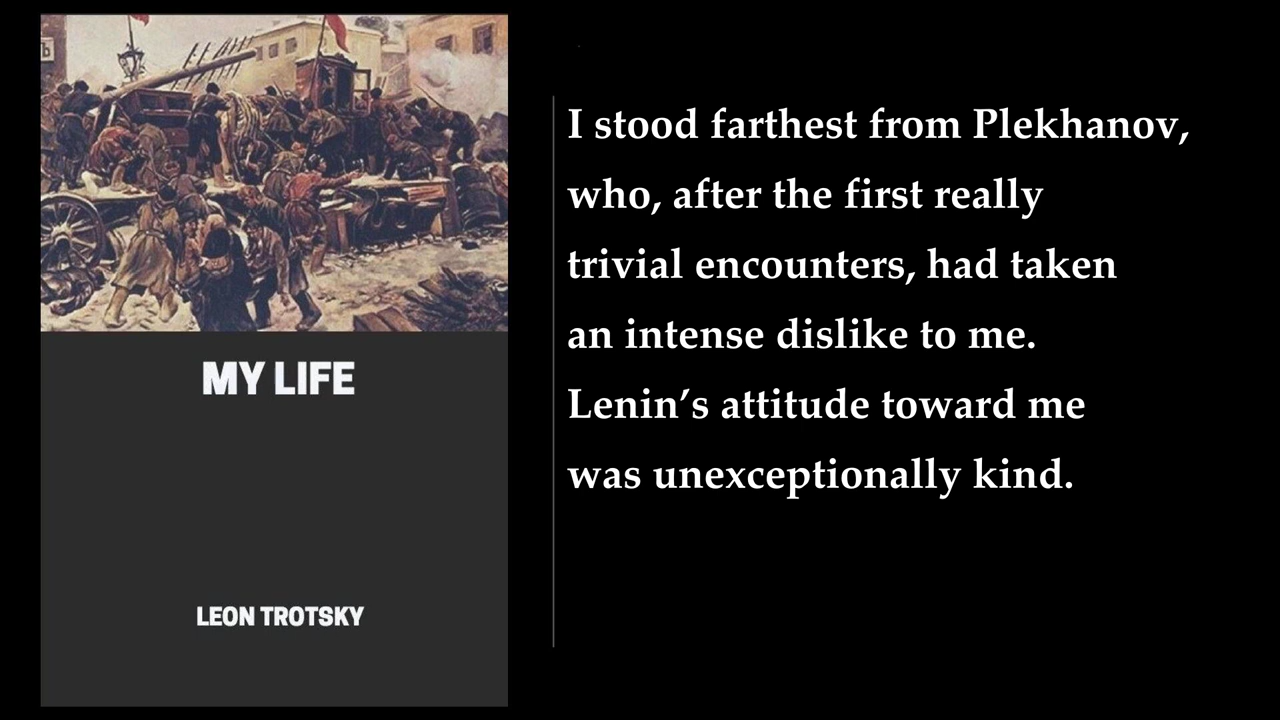 MY LIFE
LEON TROTSKY
I stood farthest from Plekhanov,
who, after the first really
trivial encounters, had taken
an intense dislike to me.
Lenin’s attitude toward me
was unexceptionally kind.